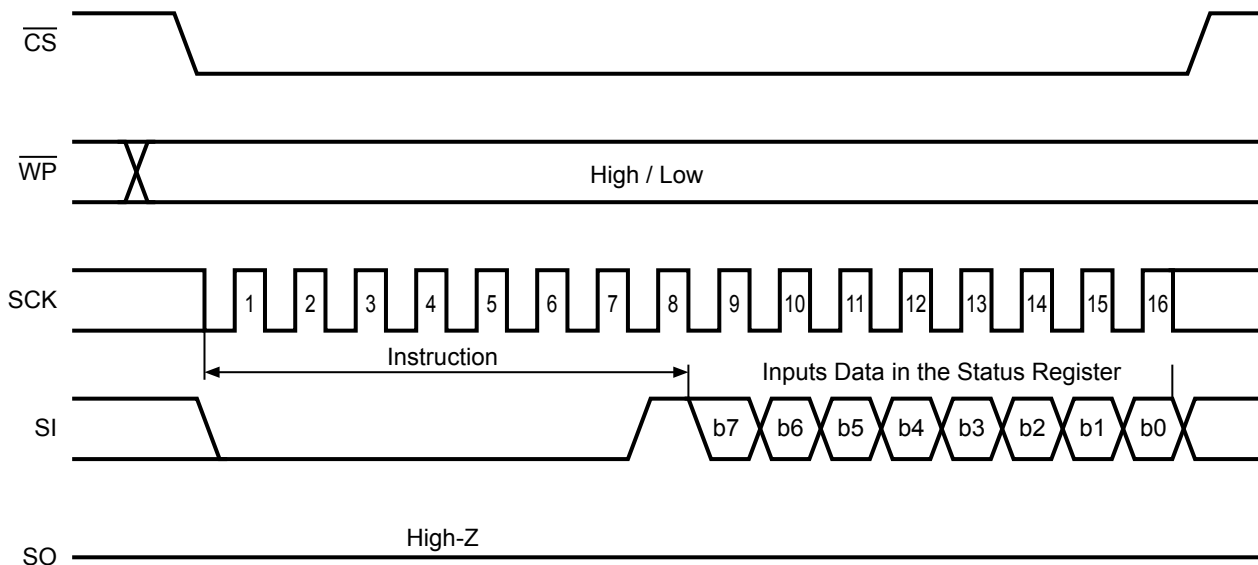 CS
WP
High / Low
SCK
1 2 3 4 5 6 7 8 9 10 11 12 13 14 15 16
Instruction
Inputs Data in the Status Register
SI
b7 b6 b5 b4 b3 b2 b1 b0
High-Z
SO